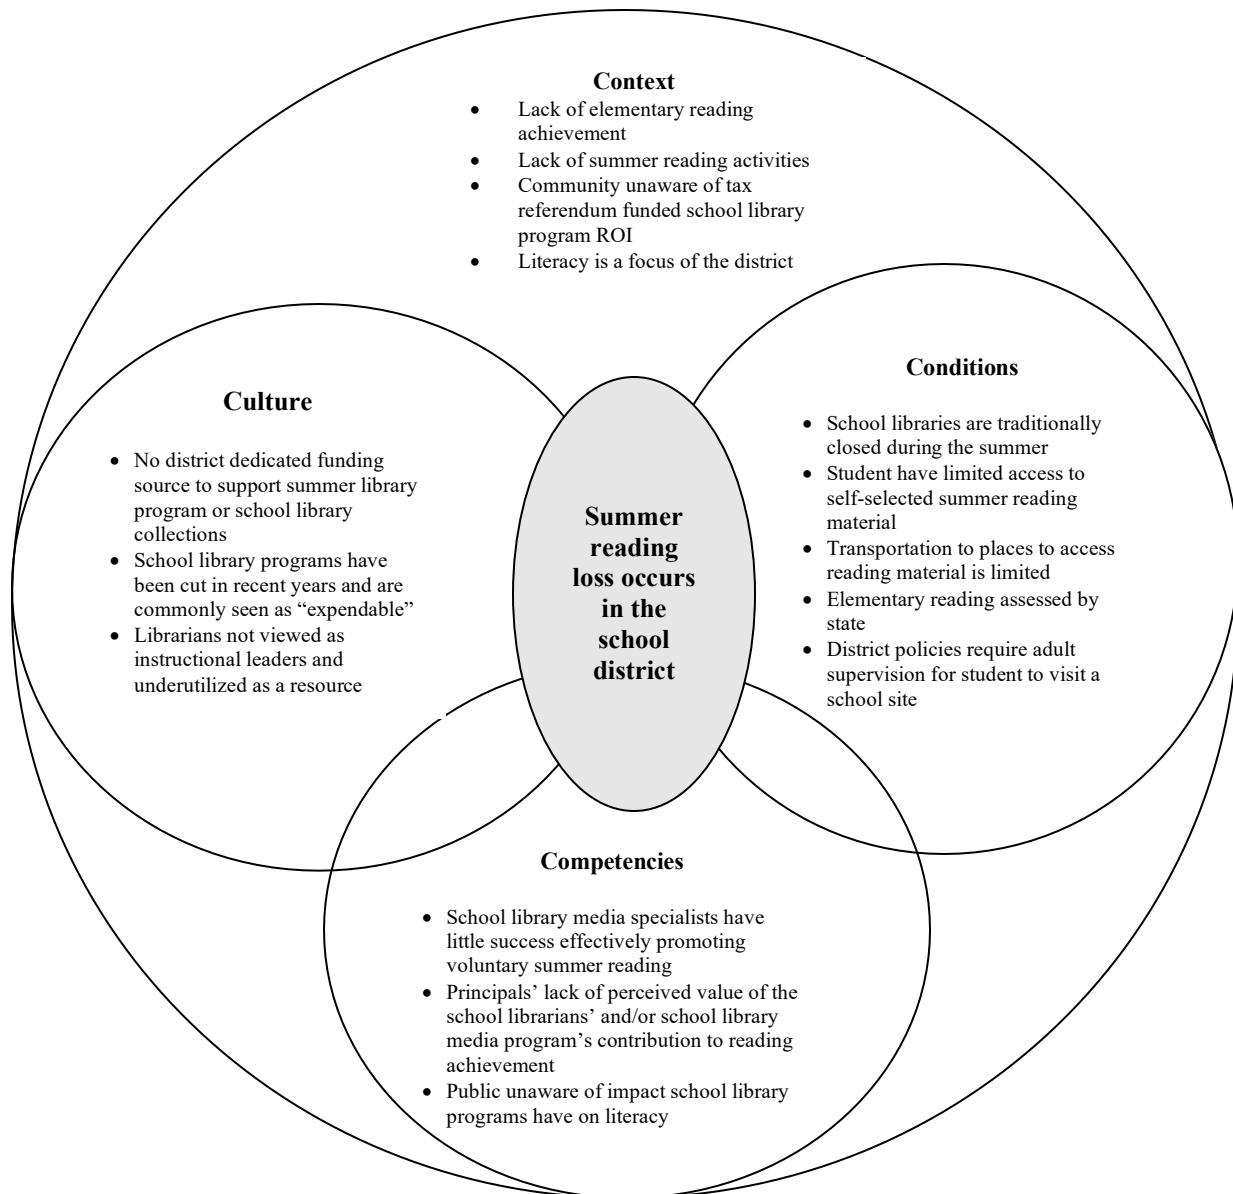 Context
• Lack of elementary reading
achievement
• Lack of summer reading activities
• Community unaware of tax
referendum funded school library
program ROI
• Literacy is a focus of the district
Culture
• No district dedicated funding
source to support summer library
program or school library
collections
• School library programs have
been cut in recent years and are
commonly seen as “expendable”
• Librarians not viewed as
instructional leaders and
underutilized as a resource
Summer
reading
loss occurs
in the
school
district
Conditions
• School libraries are traditionally
closed during the summer
• Student have limited access to
self-selected summer reading
material
• Transportation to places to access
reading material is limited
• Elementary reading assessed by
state
• District policies require adult
supervision for student to visit a
school site
Competencies
• School library media specialists have
little success effectively promoting
voluntary summer reading
• Principals’ lack of perceived value of the
school librarians’ and/or school library
media program’s contribution to reading
achievement
• Public unaware of impact school library
programs have on literacy